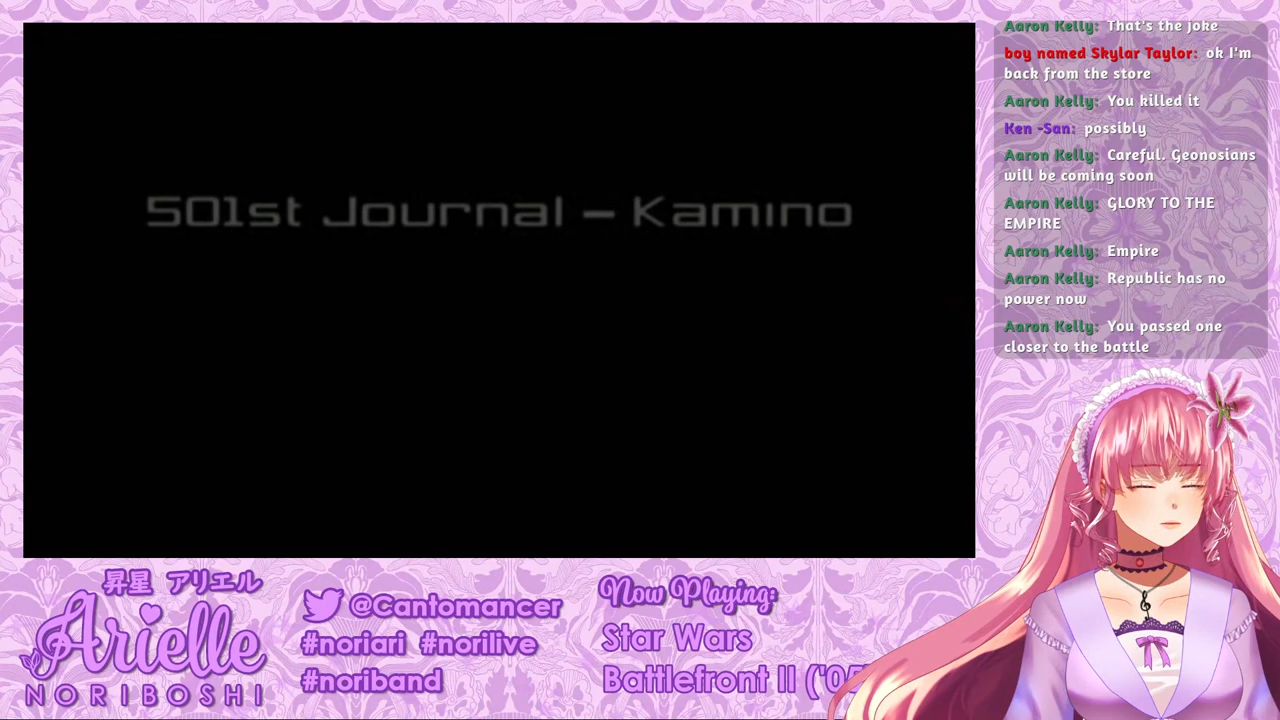 501st Journal – Kamino
Aaron Kelly: That's the joke
boy named Skylar Taylor: ok I'm
back from the store
Aaron Kelly: You killed it
Ken -San: possibly
Aaron Kelly: Careful. Geonosians
will be coming soon
Aaron Kelly: GLORY TO THE
EMPIRE
Aaron Kelly: Empire
Aaron Kelly: Republic has no
power now
Aaron Kelly: You passed one
closer to the battle
昇星 アリエル
Arielle
NORIBOSHI
@Cantomancer
#noriari #norilive
#noriband
Now Playing:
Star Wars
Battlefront II ('05